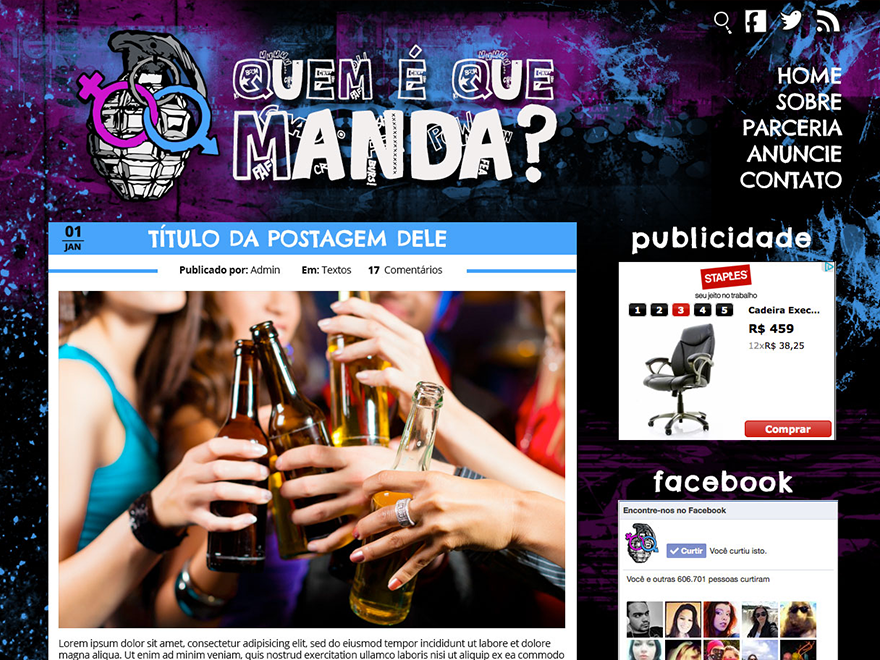 QUEM É QUE
MANDA?
HOME
SOBRE
PARCERIA
ANUNCIE
CONTATO
01
JAN
TÍTULO DA POSTAGEM DELE
Publicado por: Admin Em: Textos 17 Comentários
Lorem ipsum dolor sit amet, consectetur adipisicing elit, sed do eiusmod tempor incididunt ut labore et dolore
magna aliqua. Ut enim ad minim veniam, quis nostrud exercitation ullamco laboris nisi ut aliquip ex ea commodo
publicidade
STAPLES
seu jeito no trabalho
1 2 3 4 5
Cadeira Exec...
R$ 459
12xR$ 38,25
Comprar
facebook
Encontre-nos no Facebook
Curtir Você curtiu isto.
Você e outras 606.701 pessoas curtiram